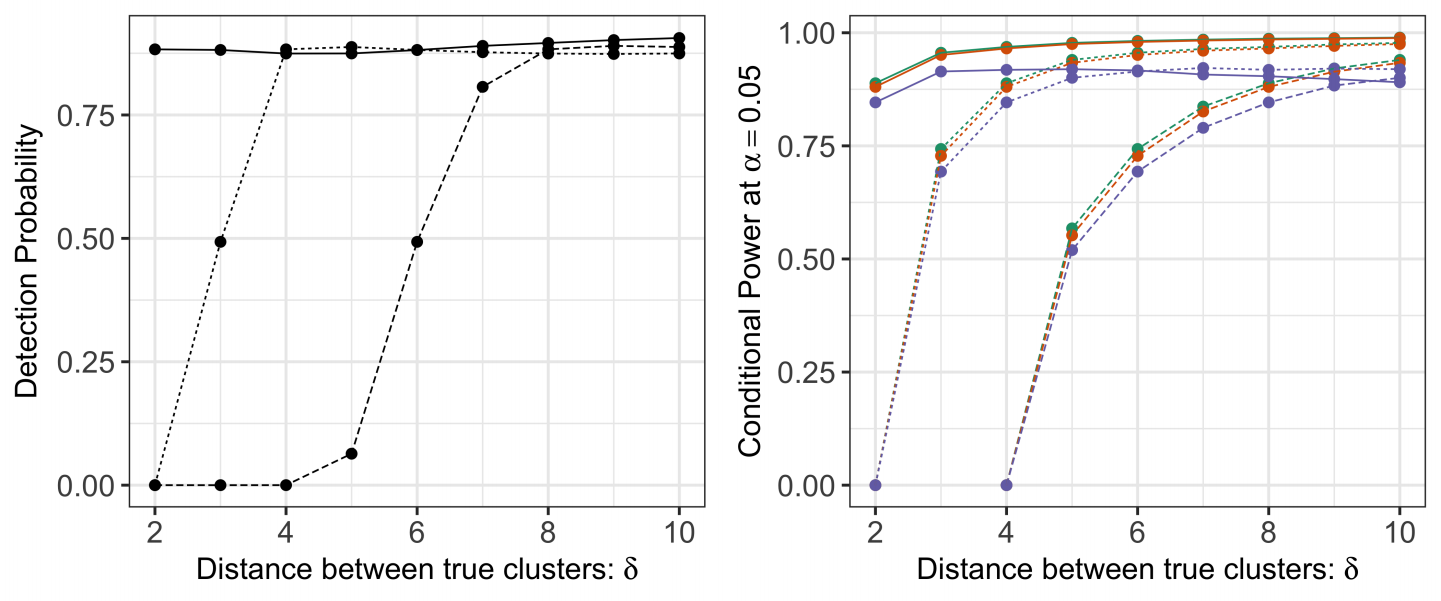 Detection Probability
0.75
0.50
0.25
0.00
2 4 6 8 10
Distance between true clusters: δ
Conditional Power at α = 0.05
1.00
0.75
0.50
0.25
0.00
2 4 6 8 10
Distance between true clusters: δ